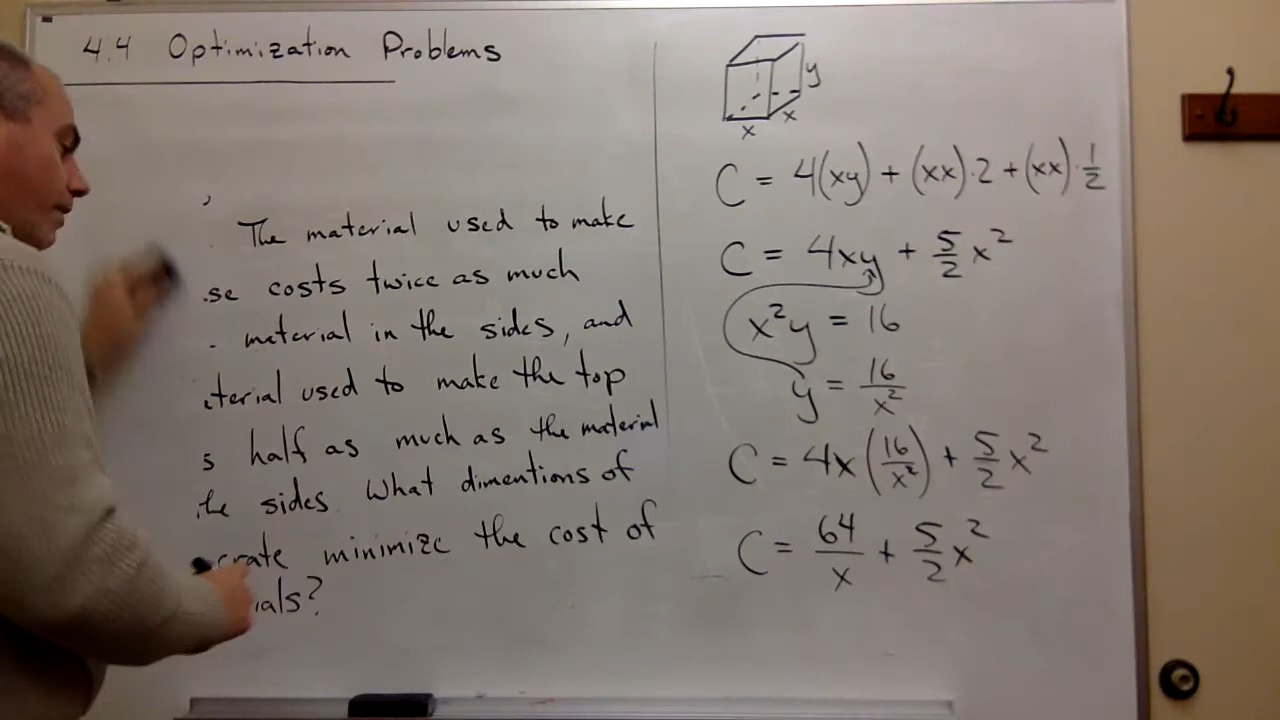 4.4 Optimization Problems
The material used to make
se costs twice as much
material in the sides, and
terial used to make the top
s half as much as the material
the sides. What dimentions of
crate minimize the cost of
ials?
y
x x
C = 4(xy) + (xx)·2 + (xx)·1/2
C = 4xy + 5/2 x²
x²y = 16
y = 16/x²
C = 4x(16/x²) + 5/2 x²
C = 64/x + 5/2 x²